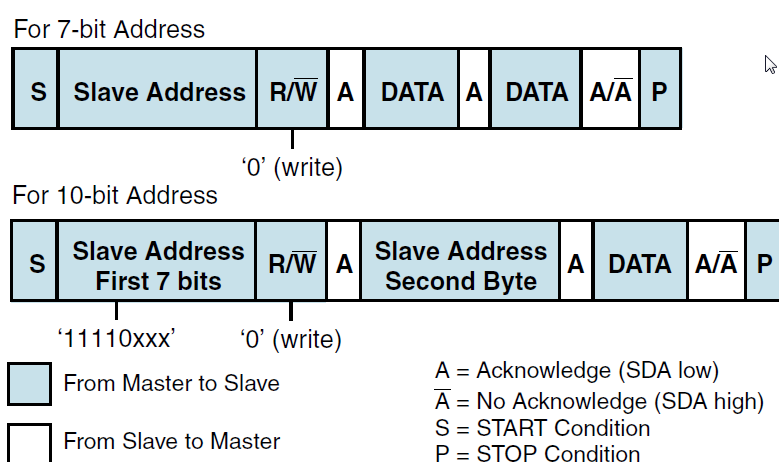 For 7-bit Address
S Slave Address R/W̅ A DATA A DATA A/A̅ P
‘0’ (write)
For 10-bit Address
S Slave Address First 7 bits R/W̅ A Slave Address Second Byte A DATA A/A̅ P
‘11110xxx’ ‘0’ (write)
From Master to Slave
From Slave to Master
A = Acknowledge (SDA low)
A̅ = No Acknowledge (SDA high)
S = START Condition
P = STOP Condition